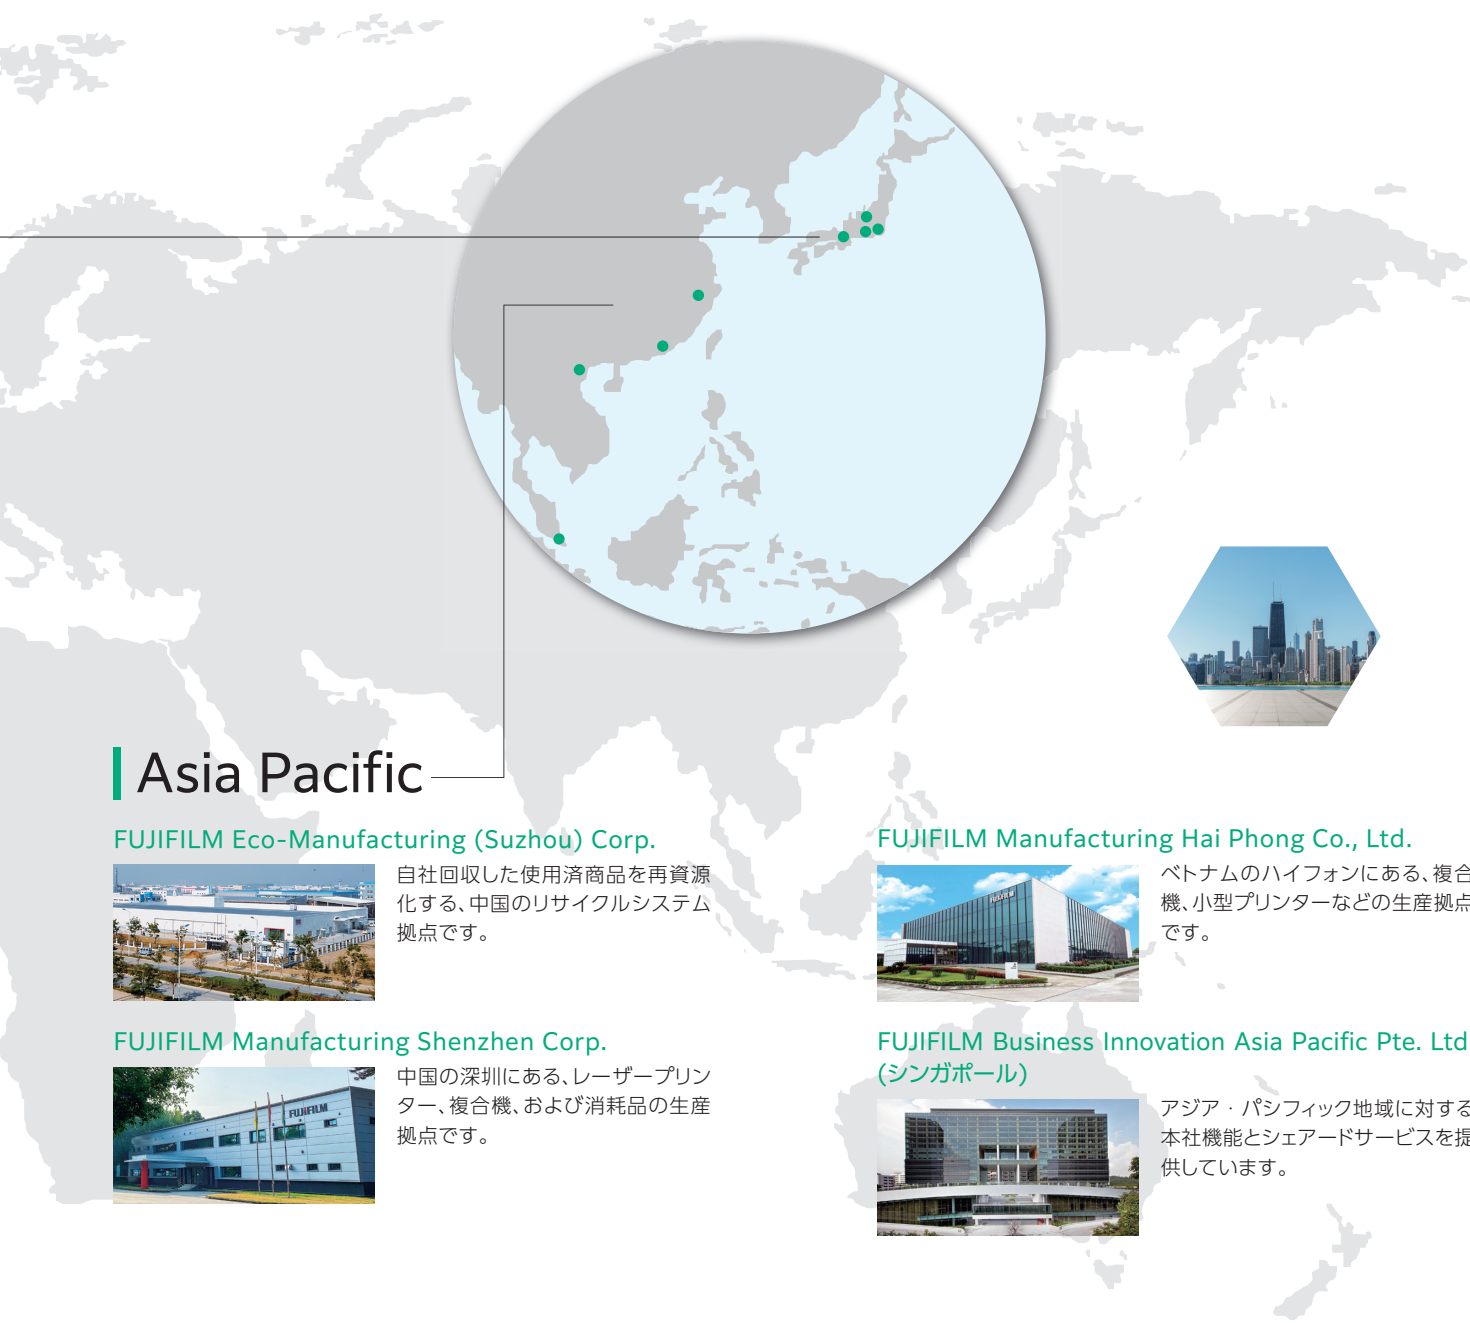 Asia Pacific
FUJIFILM Eco-Manufacturing (Suzhou) Corp.
自社回収した使用済商品を再資源
化する、中国のリサイクルシステム
拠点です。
FUJIFILM Manufacturing Shenzhen Corp.
FUJIFILM
中国の深圳にある、レーザープリン
ター、複合機、および消耗品の生産
拠点です。
FUJIFILM Manufacturing Hai Phong Co., Ltd.
FUJIFILM
ベトナムのハイフォンにある、複合
機、小型プリンターなどの生産拠点
です。
FUJIFILM Business Innovation Asia Pacific Pte. Ltd
(シンガポール)
アジア・パシフィック地域に対する
本社機能とシェアードサービスを提
供しています。